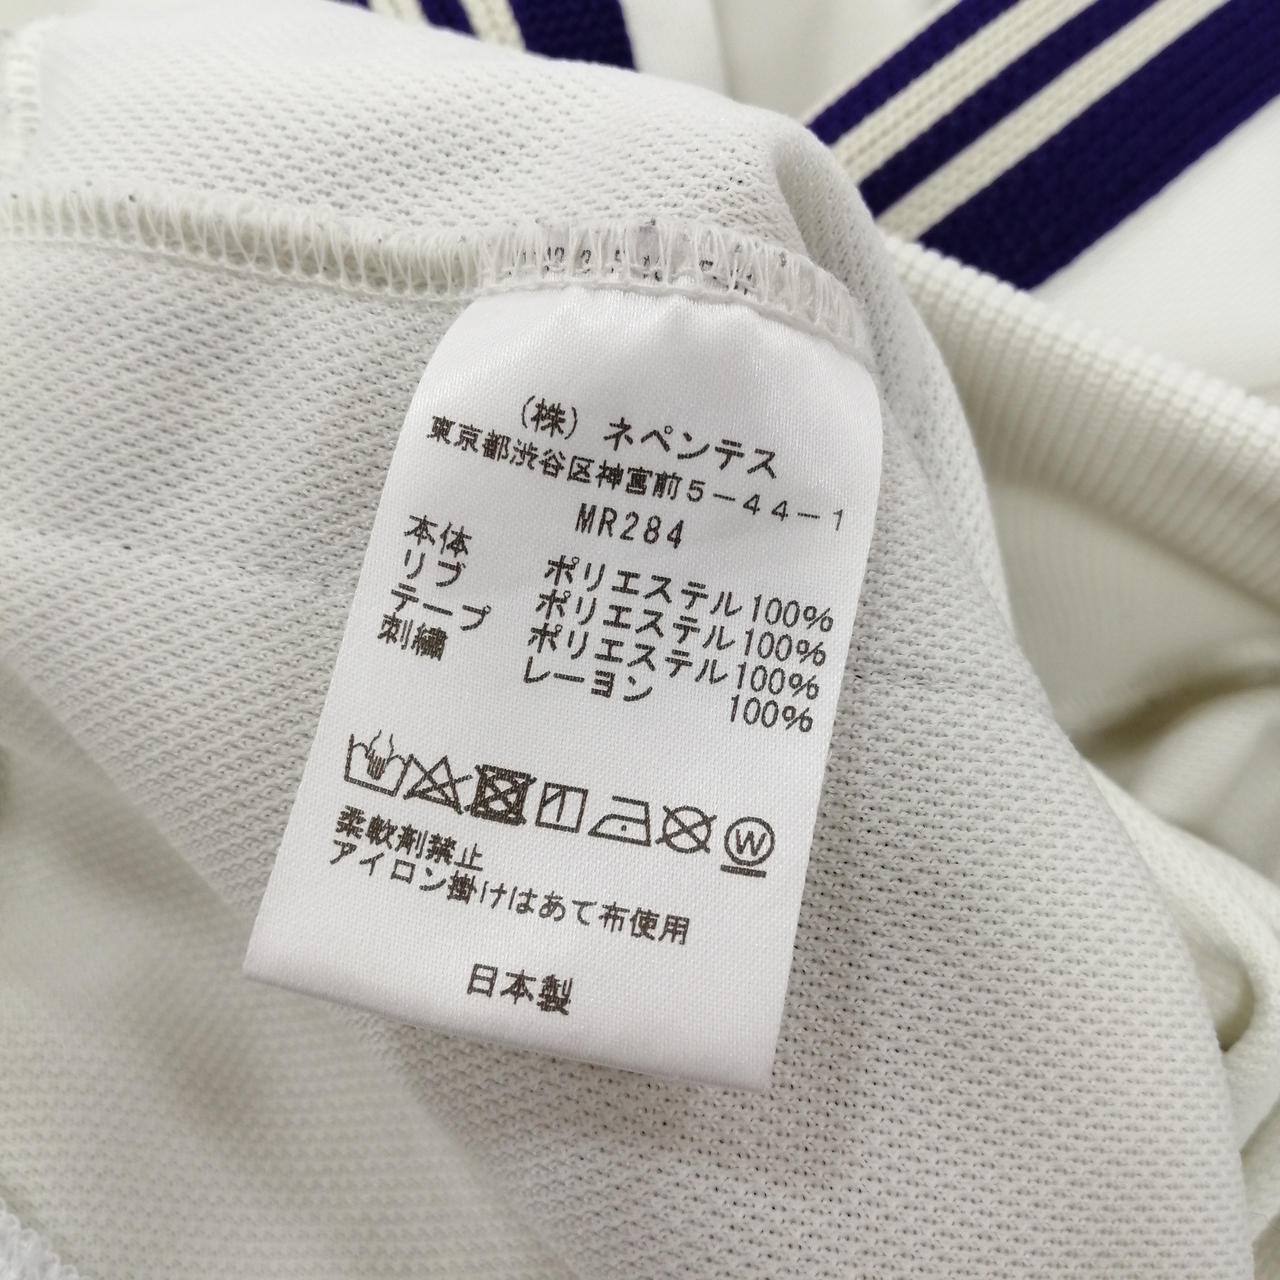 (株) ネペンテス
東京都渋谷区神宮前5-44-1
MR284
本体 ポリエステル100%
リブ ポリエステル100%
テープ ポリエステル100%
刺繍 レーヨン 100%
W
柔軟剤禁止
アイロン掛けはあて布使用
日本製